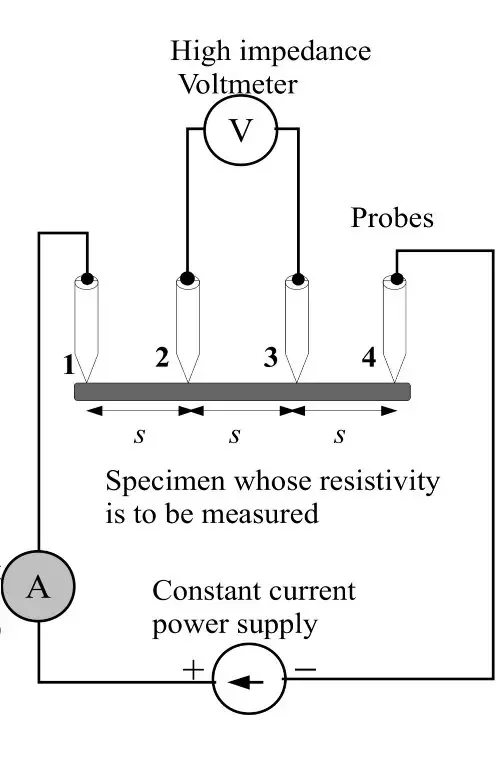 High impedance
Voltmeter
V
Probes
1 2 3 4
s s s
Specimen whose resistivity
is to be measured
A
Constant current
power supply
+ −